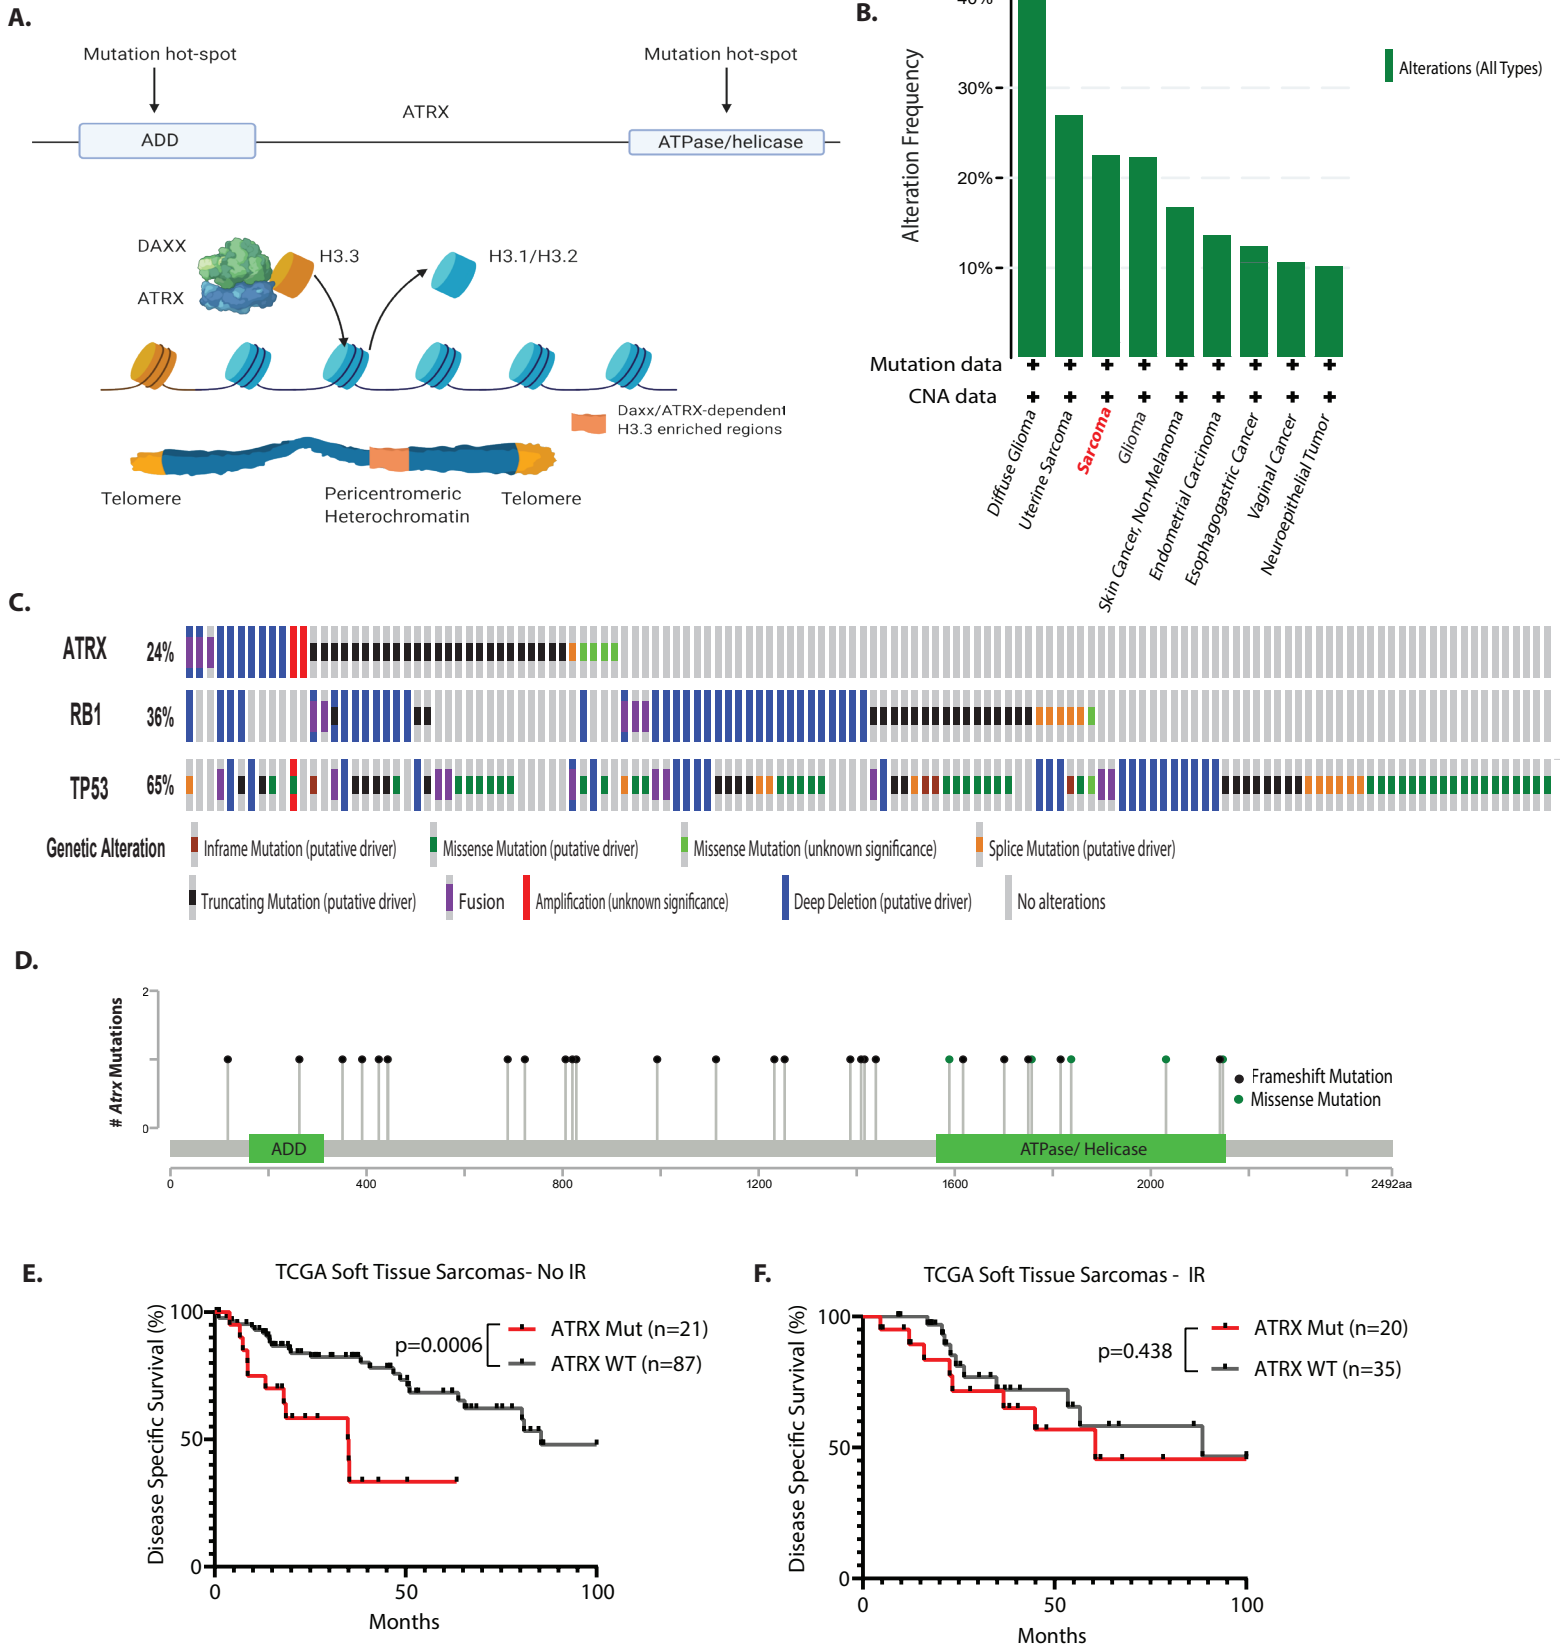 A.
Mutation hot-spot
Mutation hot-spot
ATRX
ADD
ATPase/helicase
DAXX
H3.3
H3.1/H3.2
ATRX
Daxx/ATRX-dependent
H3.3 enriched regions
Telomere
Pericentromeric
Heterochromatin
Telomere
B.
Alteration Frequency
40%
30%
20%
10%
Alterations (All Types)
Mutation data
CNA data
Diffuse Glioma
Uterine Sarcoma
Sarcoma
Glioma
Skin Cancer, Non-Melanoma
Endometrial Carcinoma
Esophagogastric Cancer
Vaginal Cancer
Neuroepithelial Tumor
C.
ATRX 24%
RB1 36%
TP53 65%
Genetic Alteration
Inframe Mutation (putative driver)
Missense Mutation (putative driver)
Missense Mutation (unknown significance)
Splice Mutation (putative driver)
Truncating Mutation (putative driver)
Fusion
Amplification (unknown significance)
Deep Deletion (putative driver)
No alterations
D.
# Atrx Mutations
2
0
Frameshift Mutation
Missense Mutation
ADD
ATPase/ Helicase
0 400 800 1200 1600 2000 2492aa
E.
TCGA Soft Tissue Sarcomas- No IR
Disease Specific Survival (%)
100
50
0
p=0.0006
ATRX Mut (n=21)
ATRX WT (n=87)
0 50 100
Months
F.
TCGA Soft Tissue Sarcomas - IR
Disease Specific Survival (%)
100
50
0
p=0.438
ATRX Mut (n=20)
ATRX WT (n=35)
0 50 100
Months